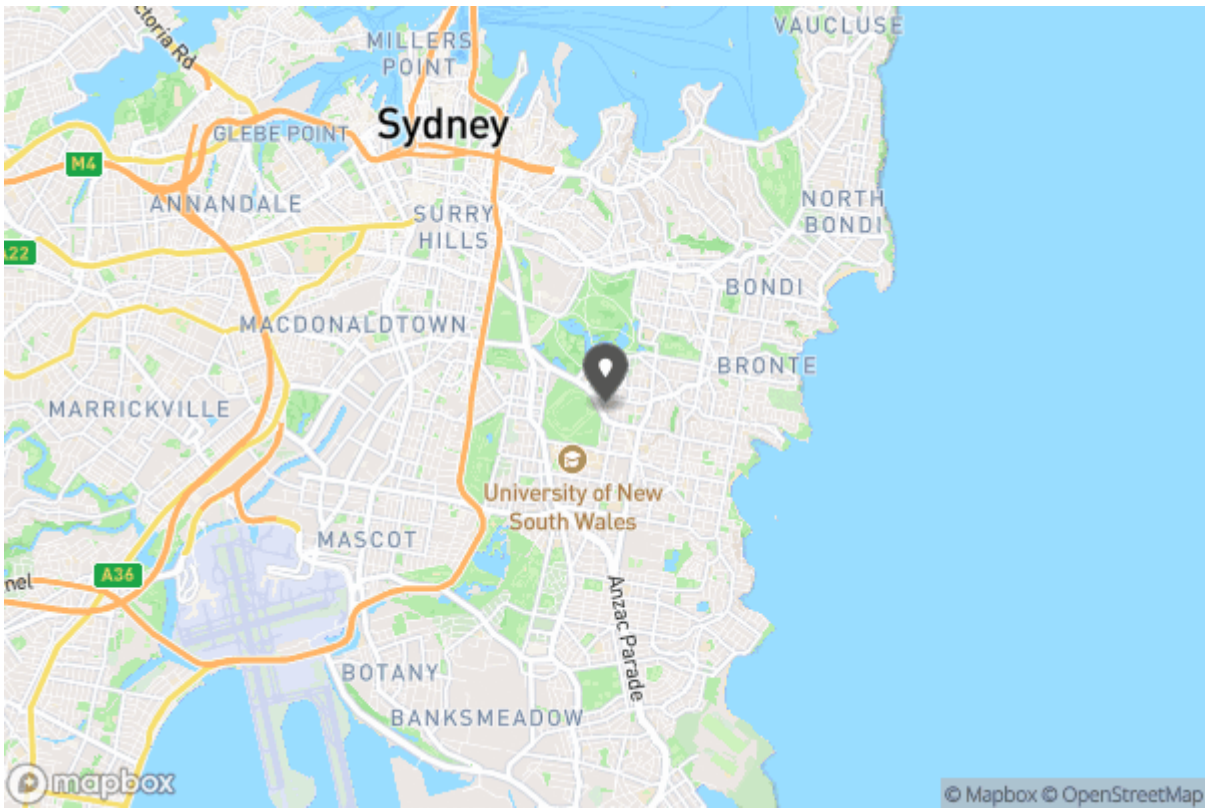 VAUCLUSE
ctoria Rd
MILLERS
POINT
Sydney
GLEBE POINT
M4
ANNANDALE
NORTH
BONDI
SURRY
HILLS
A22
BONDI
MACDONALDTOWN
BRONTE
MARRICKVILLE
University of New
South Wales
MASCOT
A36
nel
Anzac Parade
BOTANY
BANKSMEADOW
mapbox
© Mapbox © OpenStreetMap